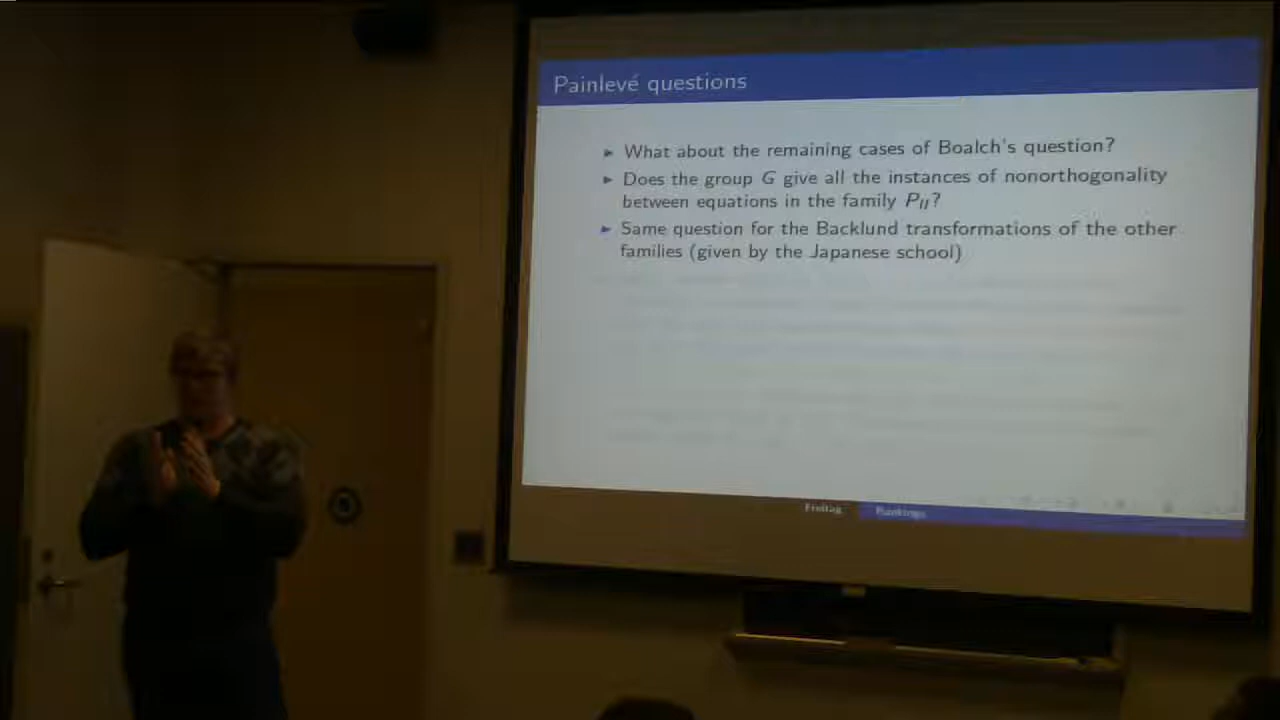 Painlevé questions
▸ What about the remaining cases of Boalch's question?
▸ Does the group G give all the instances of nonorthogonality
between equations in the family P_II?
▸ Same question for the Backlund transformations of the other
families (given by the Japanese school)
Freitag
Rankings